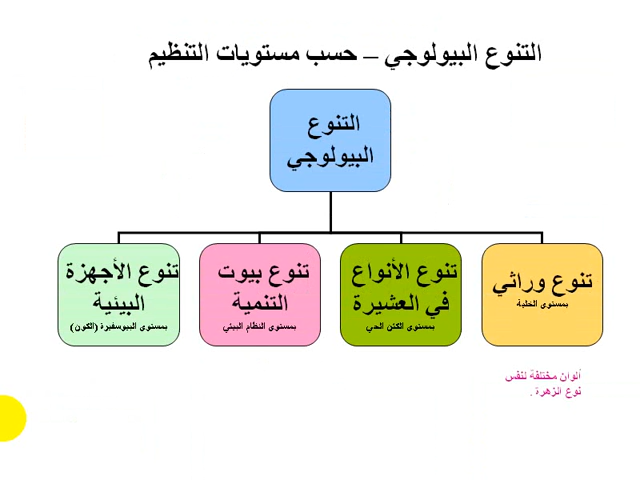 التنوع البيولوجي – حسب مستويات التنظيم
التنوع
البيولوجي
تنوع وراثي
بمستوى الخلية
تنوع الأنواع
في العشيرة
بمستوى الكائن الحي
تنوع بيوت
التنمية
بمستوى النظام البيئي
تنوع الأجهزة
البيئية
بمستوى البيوسفيرة (الكون)
ألوان مختلفة لنفس
نوع الزهرة .